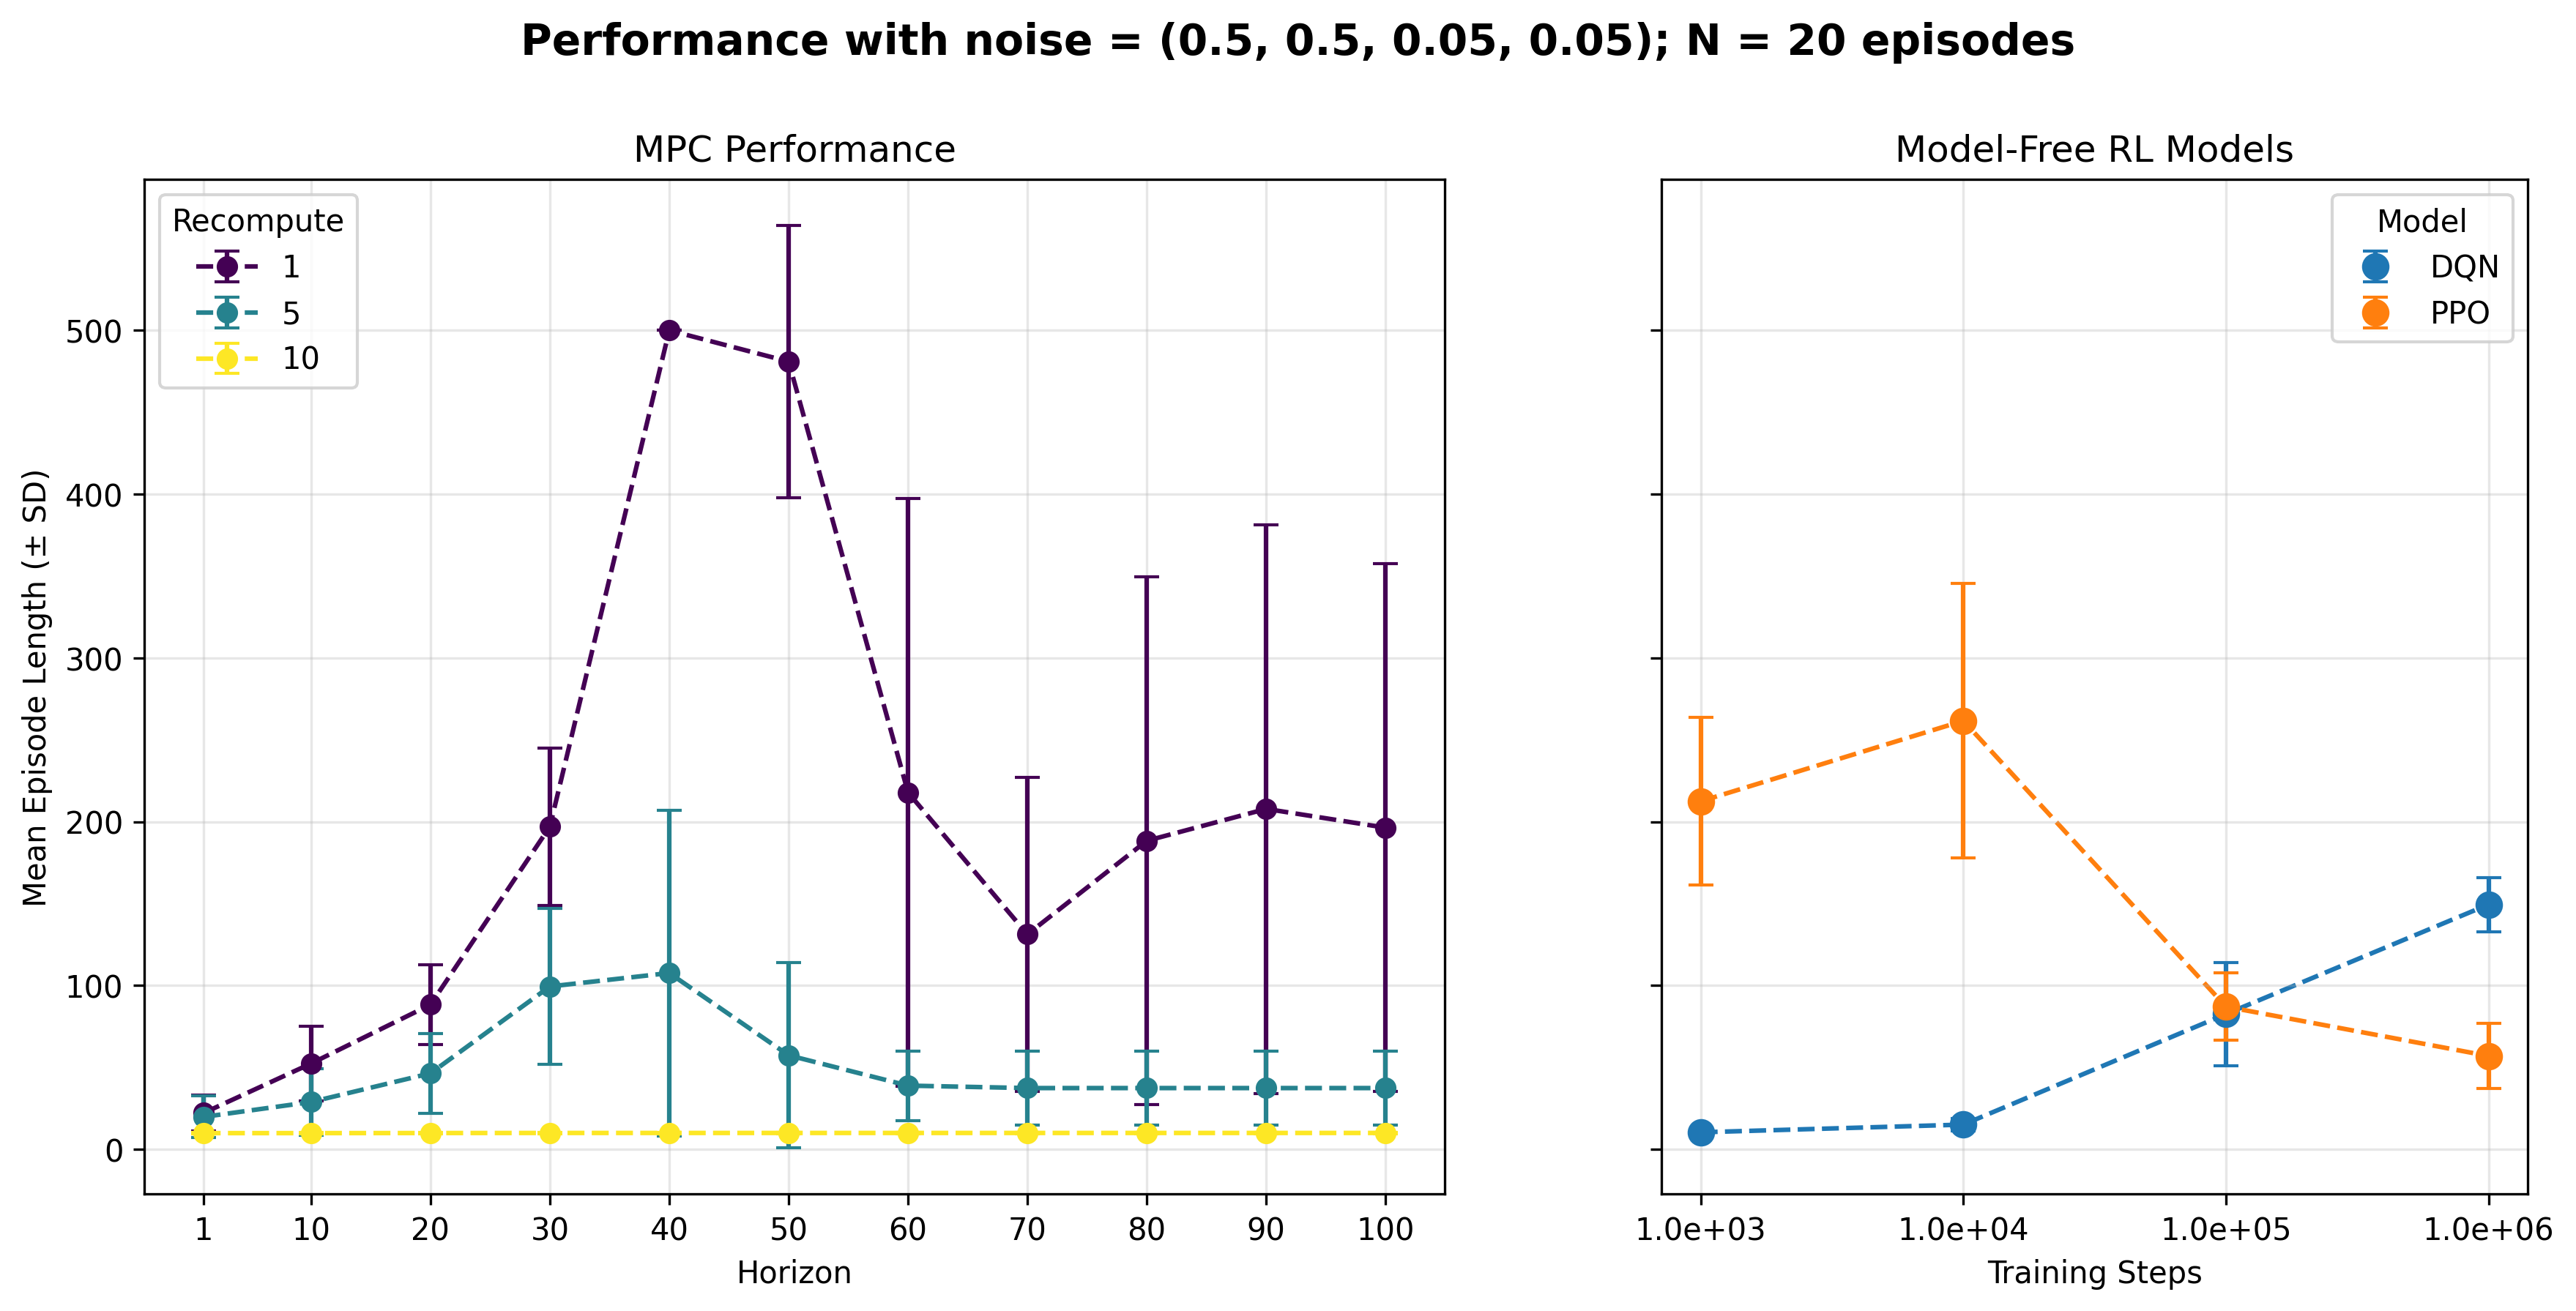 Performance with noise = (0.5, 0.5, 0.05, 0.05); N = 20 episodes
MPC Performance
Recompute
1
5
10
Mean Episode Length (± SD)
500
400
300
200
100
0
1 10 20 30 40 50 60 70 80 90 100
Horizon
Model-Free RL Models
Model
DQN
PPO
1.0e+03 1.0e+04 1.0e+05 1.0e+06
Training Steps